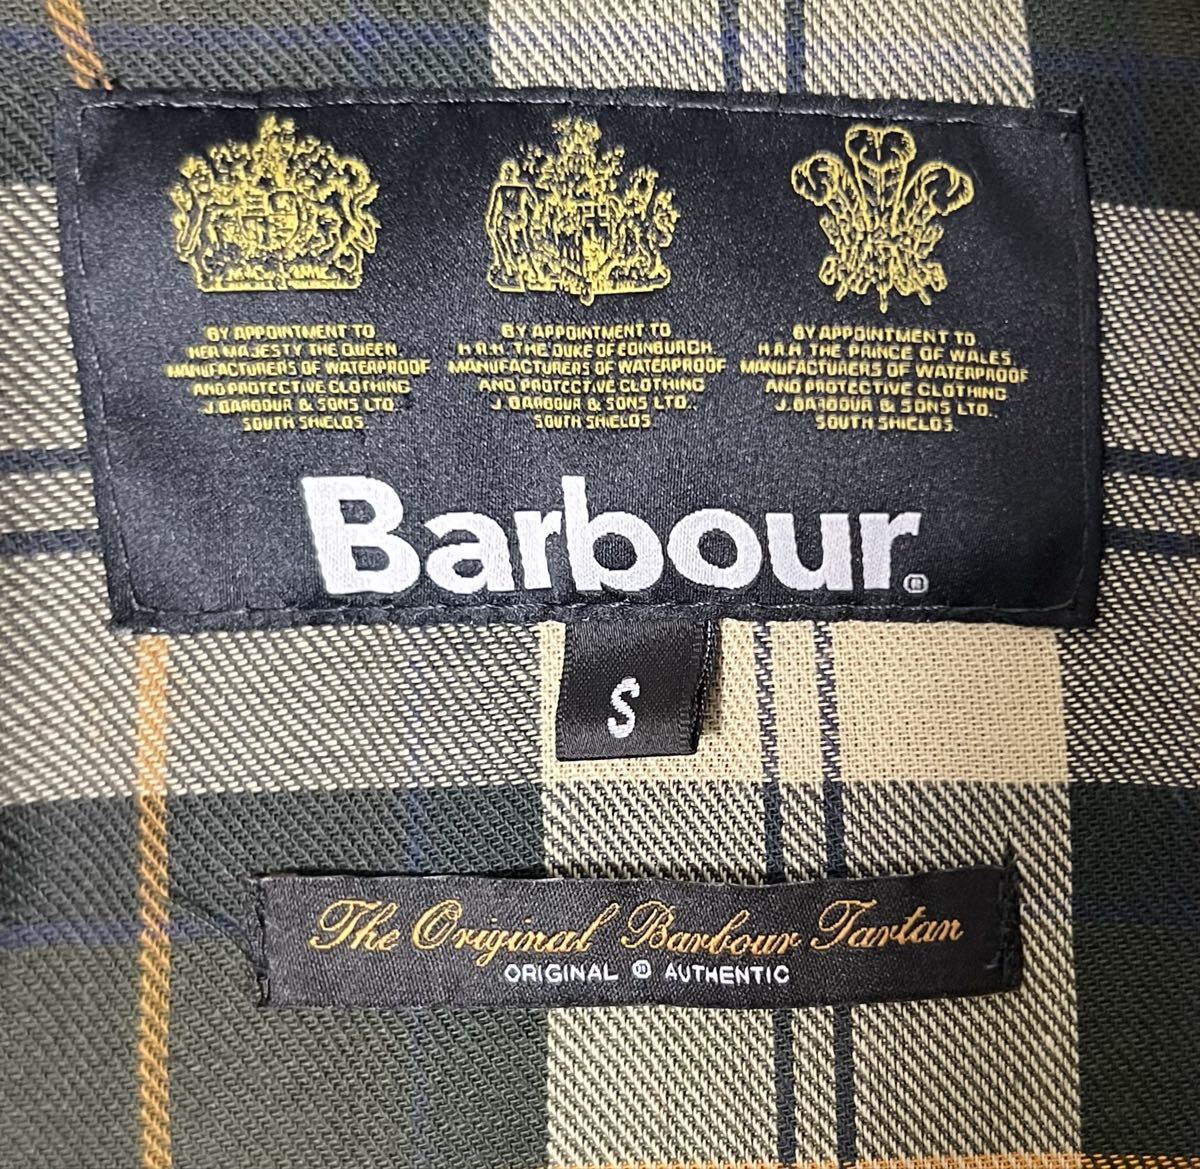 BY APPOINTMENT TO
HER MAJESTY THE QUEEN
MANUFACTURERS OF WATERPROOF
AND PROTECTIVE CLOTHING
J. BARBOUR & SONS LTD.
SOUTH SHIELDS
BY APPOINTMENT TO
H.R.H. THE DUKE OF EDINBURGH
MANUFACTURERS OF WATERPROOF
AND PROTECTIVE CLOTHING
J. BARBOUR & SONS LTD..
SOUTH SHIELDS
BY APPOINTMENT TO
H.R.H. THE PRINCE OF WALES
MANUFACTURERS OF WATERPROOF
AND PROTECTIVE CLOTHING
J. BARBOUR & SONS LTD.
SOUTH SHIELDS.
Barbour®
S
The Original Barbour Tartan
ORIGINAL ® AUTHENTIC